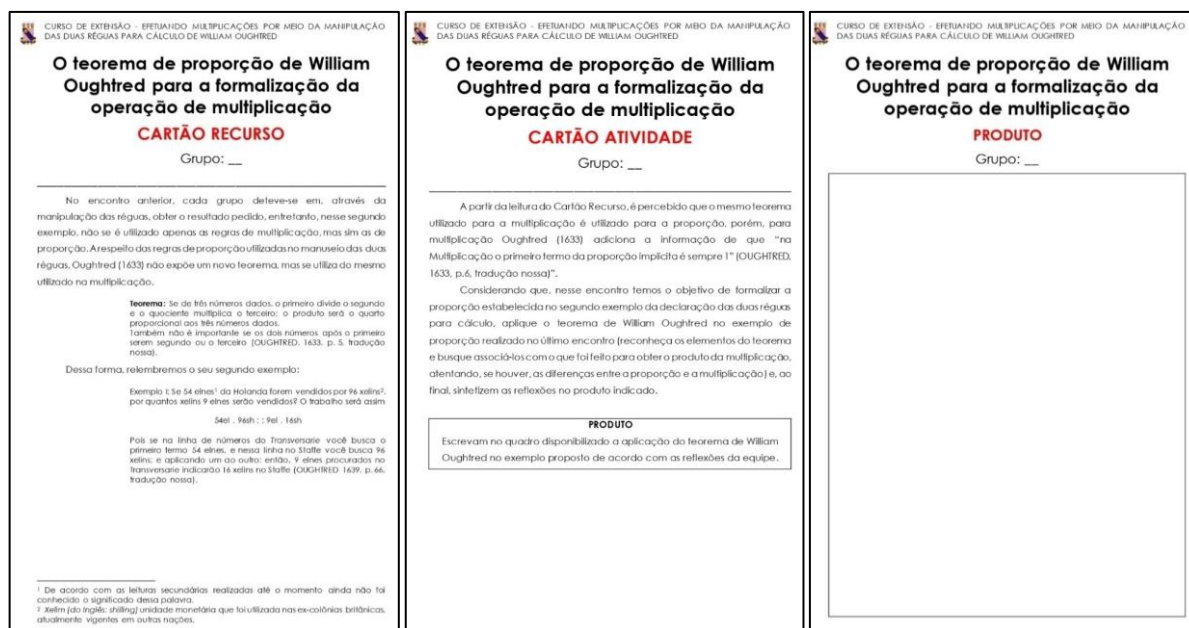 CURSO DE EXTENSÃO - EFETUANDO MULTIPLICAÇÕES POR MEIO DA MANIPULAÇÃO
DAS DUAS RÉGUAS PARA CÁLCULO DE WILLIAM OUGHTRED
O teorema de proporção de William
Oughtred para a formalização da
operação de multiplicação
CARTÃO RECURSO
Grupo: __
No encontro anterior, cada grupo deteve-se em, através da
manipulação das réguas, obter o resultado pedido, entretanto, nesse segundo
exemplo, não se é utilizado apenas as regras de multiplicação, mas sim as de
proporção. A respeito das regras de proporção utilizadas no manuseio das duas
réguas, Oughtred (1633) não expõe um novo teorema, mas se utiliza do mesmo
utilizado na multiplicação.
Teorema: Se de três números dados, o primeiro divide o segundo
e o quociente multiplica o terceiro: o produto será o quarto
proporcional aos três números dados.
Também não é importante se os dois números após o primeiro
serem segundo ou o terceiro (OUGHTRED, 1633, p. 5, tradução
nossa).
Dessa forma, relembremos o seu segundo exemplo:
Exemplo I: Se 54 elnes¹ da Holanda forem vendidos por 96 xelins²,
por quantos xelins 9 elnes serão vendidos? O trabalho será assim
54el . 96sh : : 9el . 16sh
Pois se na linha de números do Transversarie você busca o
primeiro termo 54 elnes, e nessa linha no Staffe você busca 96
xelins: e aplicando um ao outro: então, 9 elnes procurados no
Transversarie indicarão 16 xelins no Staffe (OUGHTRED 1639, p. 66,
tradução nossa).
¹ De acordo com as leituras secundárias realizadas até o momento ainda não foi
conhecido o significado dessa palavra.
² Xelim (do inglês: shilling) unidade monetária que foi utilizada nas ex-colônias britânicas,
atualmente vigentes em outras nações.
CURSO DE EXTENSÃO - EFETUANDO MULTIPLICAÇÕES POR MEIO DA MANIPULAÇÃO
DAS DUAS RÉGUAS PARA CÁLCULO DE WILLIAM OUGHTRED
O teorema de proporção de William
Oughtred para a formalização da
operação de multiplicação
CARTÃO ATIVIDADE
Grupo: __
A partir da leitura do Cartão Recurso, é percebido que o mesmo teorema
utilizado para a multiplicação é utilizado para a proporção, porém, para
multiplicação Oughtred (1633) adiciona a informação de que “na
Multiplicação o primeiro termo da proporção implícita é sempre 1” (OUGHTRED,
1633, p.6, tradução nossa)”.
Considerando que, nesse encontro temos o objetivo de formalizar a
proporção estabelecida no segundo exemplo da declaração das duas réguas
para cálculo, aplique o teorema de William Oughtred no exemplo de
proporção realizado no último encontro (reconheça os elementos do teorema
e busque associá-los com o que foi feito para obter o produto da multiplicação,
atentando, se houver, as diferenças entre a proporção e a multiplicação) e, ao
final, sintetizem as reflexões no produto indicado.
PRODUTO
Escrevam no quadro disponibilizado a aplicação do teorema de William
Oughtred no exemplo proposto de acordo com as reflexões da equipe.
CURSO DE EXTENSÃO - EFETUANDO MULTIPLICAÇÕES POR MEIO DA MANIPULAÇÃO
DAS DUAS RÉGUAS PARA CÁLCULO DE WILLIAM OUGHTRED
O teorema de proporção de William
Oughtred para a formalização da
operação de multiplicação
PRODUTO
Grupo: __